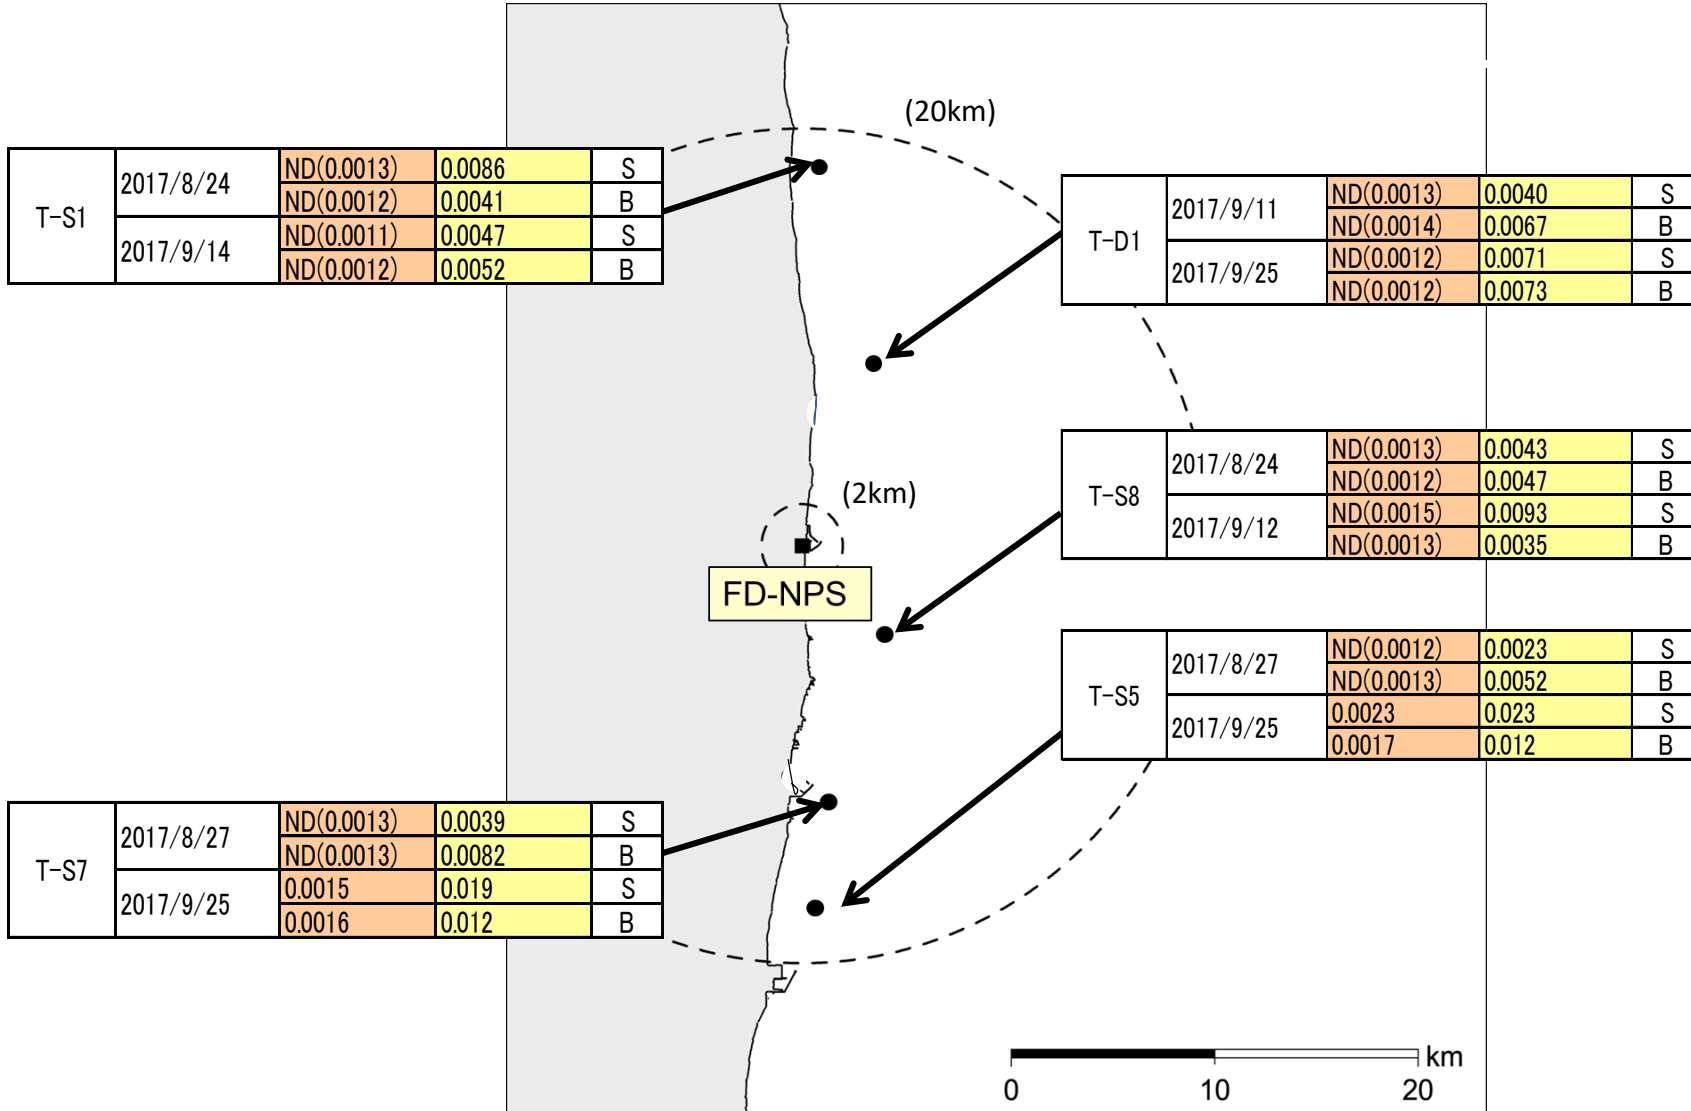 (20km)
T-S1
2017/8/24 ND(0.0013) 0.0086 S
ND(0.0012) 0.0041 B
2017/9/14 ND(0.0011) 0.0047 S
ND(0.0012) 0.0052 B
T-D1
2017/9/11 ND(0.0013) 0.0040 S
ND(0.0014) 0.0067 B
2017/9/25 ND(0.0012) 0.0071 S
ND(0.0012) 0.0073 B
(2km)
FD-NPS
T-S8
2017/8/24 ND(0.0013) 0.0043 S
ND(0.0012) 0.0047 B
2017/9/12 ND(0.0015) 0.0093 S
ND(0.0013) 0.0035 B
T-S5
2017/8/27 ND(0.0012) 0.0023 S
ND(0.0013) 0.0052 B
2017/9/25 0.0023 0.023 S
0.0017 0.012 B
T-S7
2017/8/27 ND(0.0013) 0.0039 S
ND(0.0013) 0.0082 B
2017/9/25 0.0015 0.019 S
0.0016 0.012 B
km
0 10 20